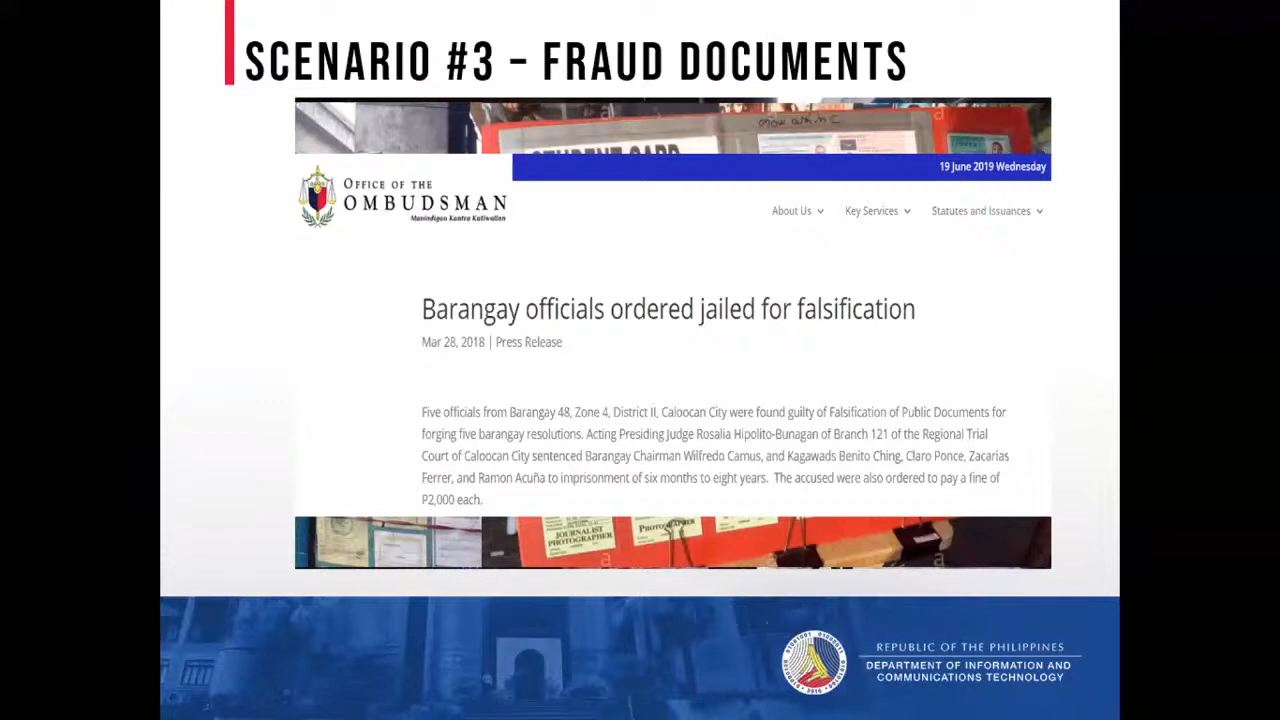 SCENARIO #3 – FRAUD DOCUMENTS
19 June 2019 Wednesday
OFFICE OF THE
OMBUDSMAN
About Us
Key Services
Statutes and Issuances
Barangay officials ordered jailed for falsification
Mar 28, 2018 | Press Release
Five officials from Barangay 48, Zone 4, District II, Caloocan City were found guilty of Falsification of Public Documents for
forging five barangay resolutions. Acting Presiding Judge Rosalia Hipolito-Bunagan of Branch 121 of the Regional Trial
Court of Caloocan City sentenced Barangay Chairman Wilfredo Camus, and Kagawads Benito Ching, Claro Ponce, Zacarias
Ferrer, and Ramon Acuña to imprisonment of six months to eight years. The accused were also ordered to pay a fine of
P2,000 each.
JOURNALIST
PHOTOGRAPHER
PHOTOGRAPHER
REPUBLIC OF THE PHILIPPINES
DEPARTMENT OF INFORMATION AND
COMMUNICATIONS TECHNOLOGY